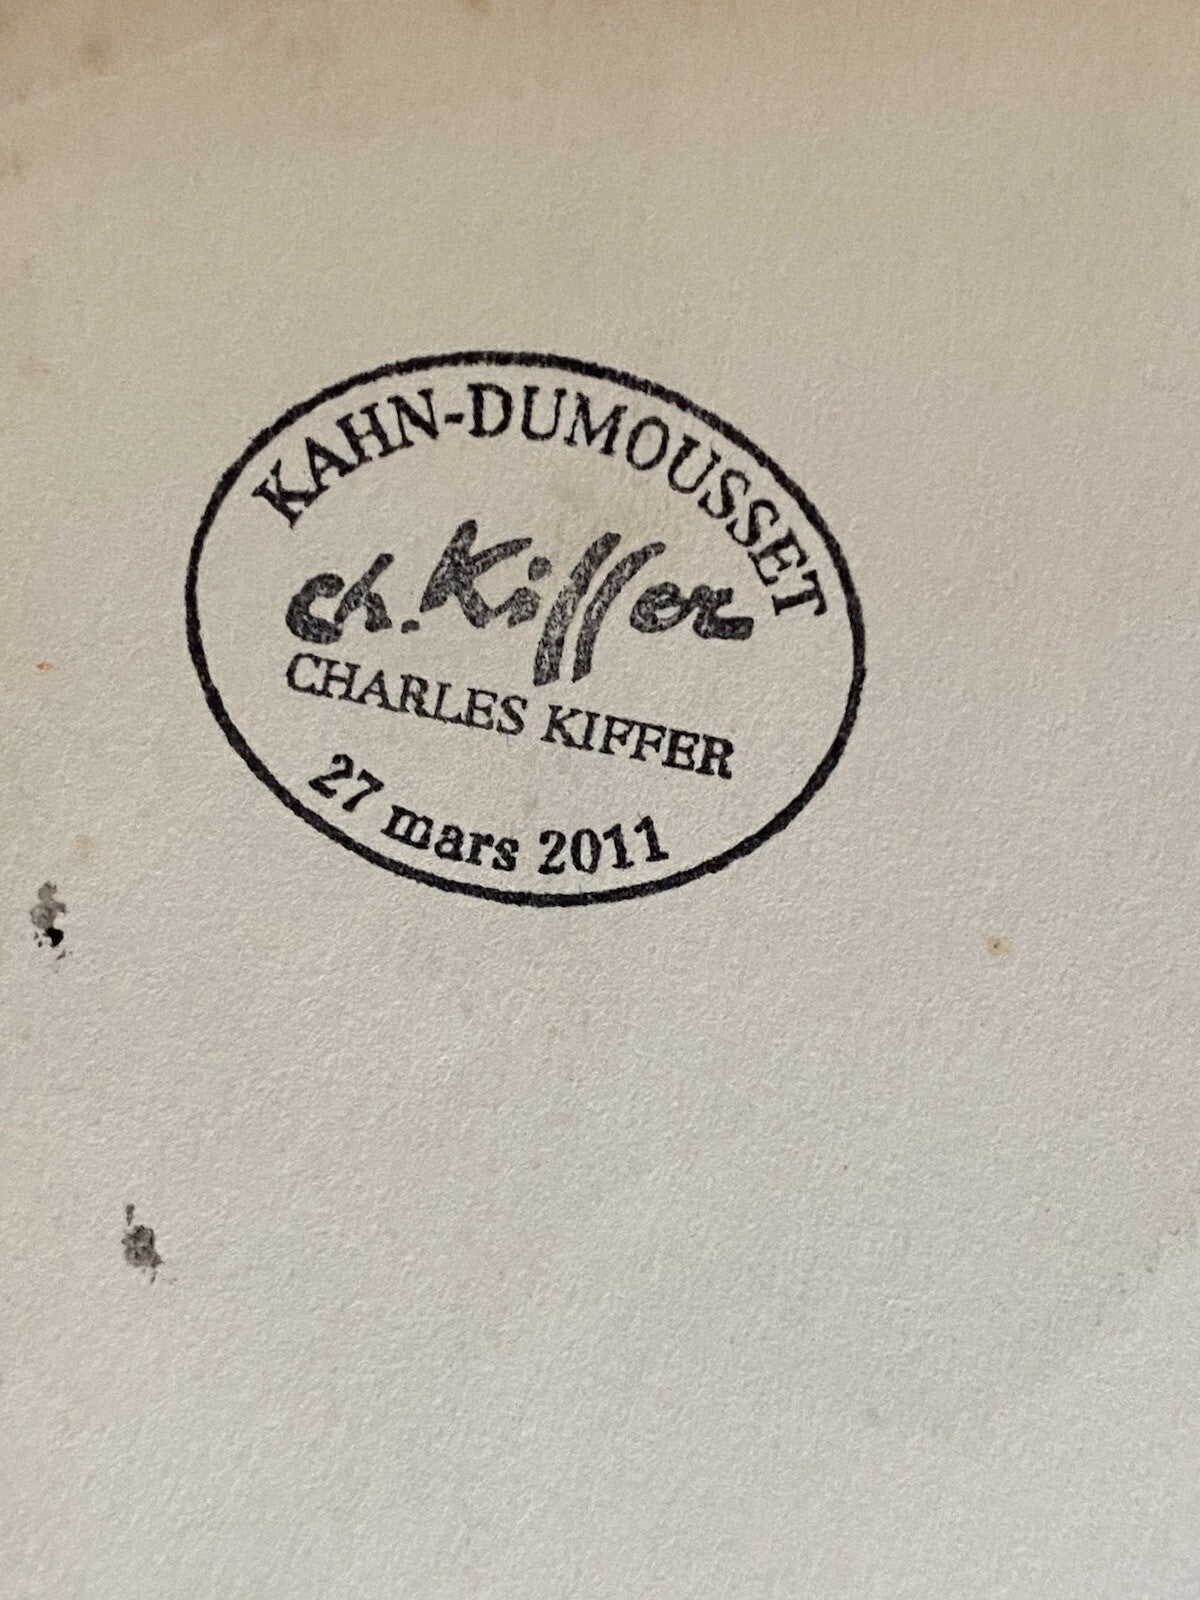 KAHN-DUMOUSSET
ch. Kiffer
CHARLES KIFFER
27 mars 2011